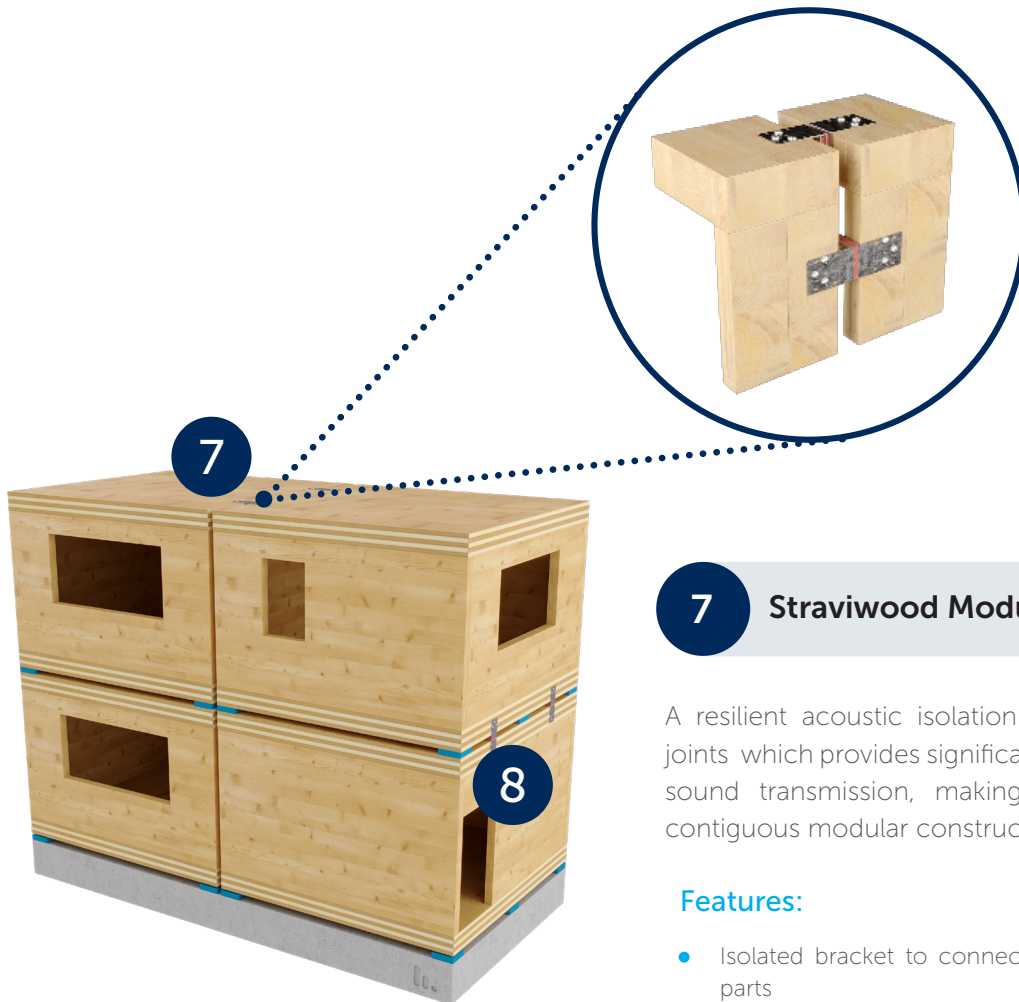 7
8
7 Straviwood Modu
A resilient acoustic isolation
joints which provides significa
sound transmission, making
contiguous modular construc
Features:
• Isolated bracket to connec
parts